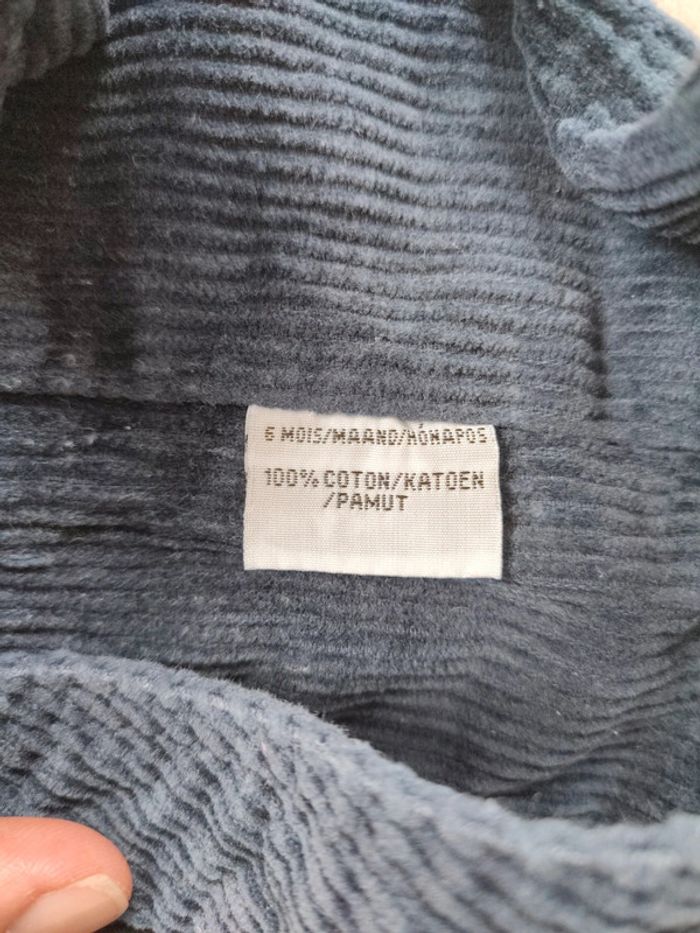 6 MOIS/MAAND/HÓNAPOS
100% COTON/KATOEN
/PAMUT